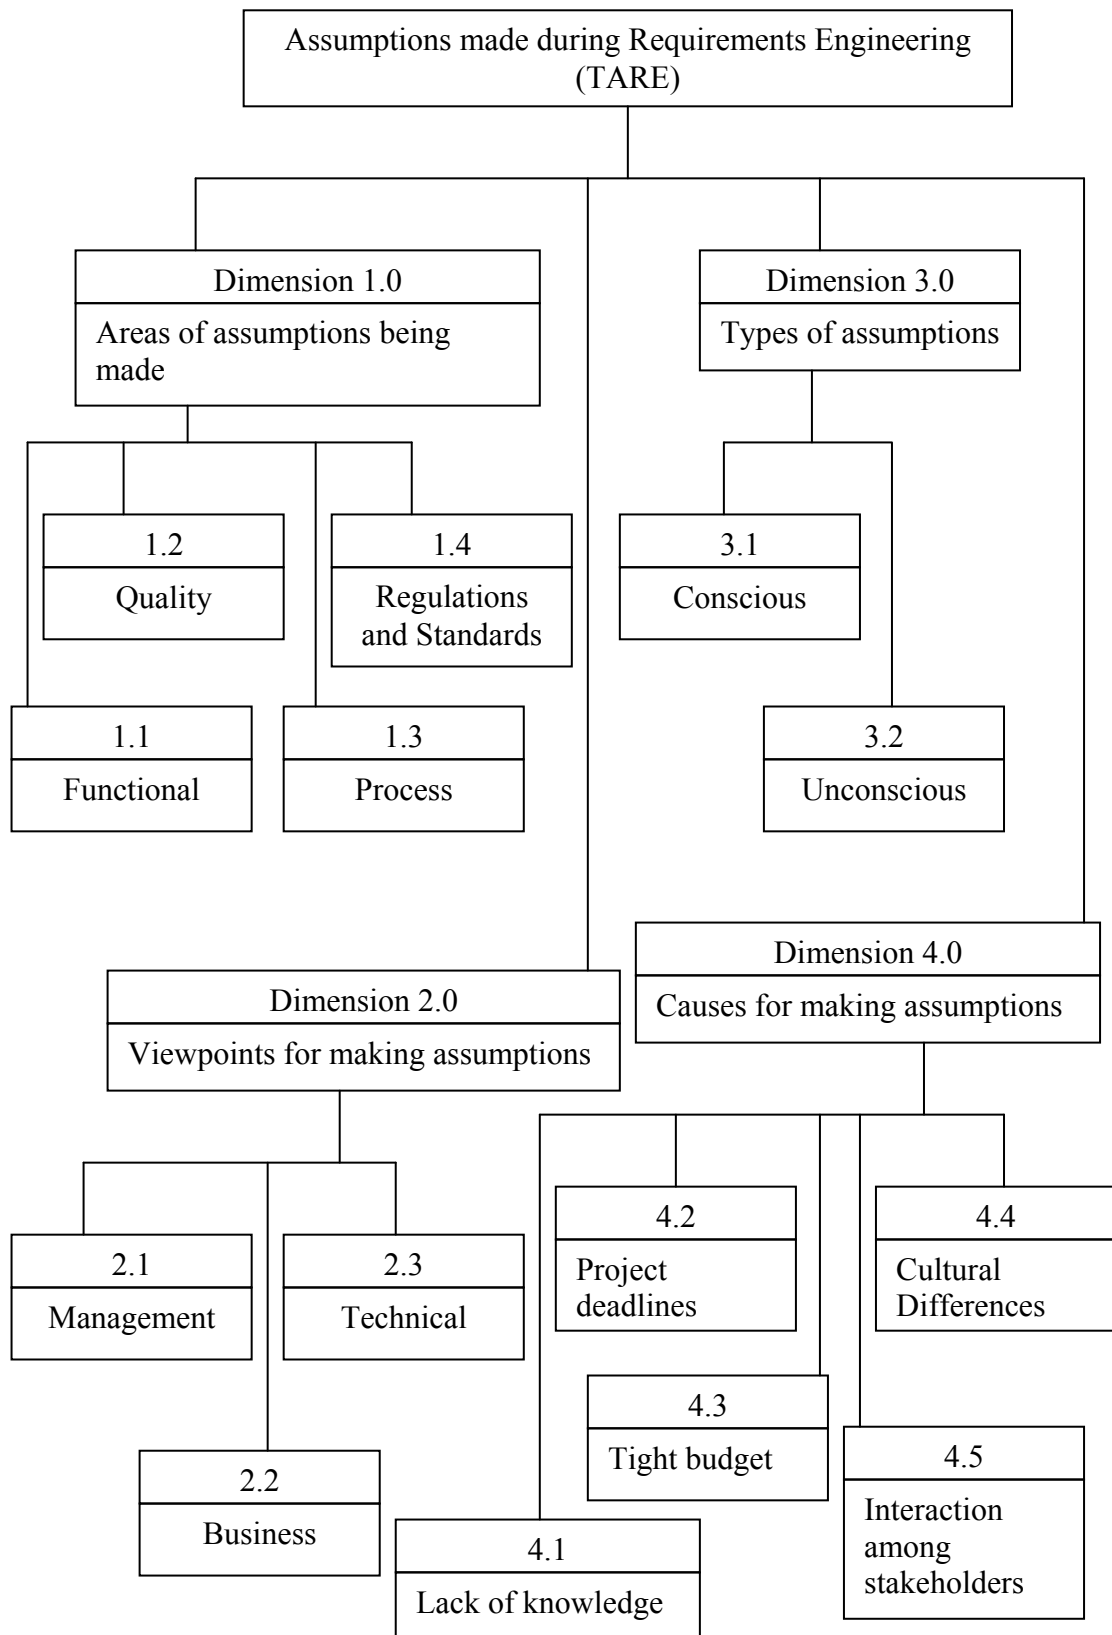 Assumptions made during Requirements Engineering
(TARE)
Dimension 1.0
Areas of assumptions being
made
Dimension 3.0
Types of assumptions
1.2
Quality
1.4
Regulations
and Standards
3.1
Conscious
1.1
Functional
1.3
Process
3.2
Unconscious
Dimension 2.0
Viewpoints for making assumptions
Dimension 4.0
Causes for making assumptions
2.1
Management
2.3
Technical
4.2
Project
deadlines
4.4
Cultural
Differences
4.3
Tight budget
2.2
Business
4.5
Interaction
among
stakeholders
4.1
Lack of knowledge